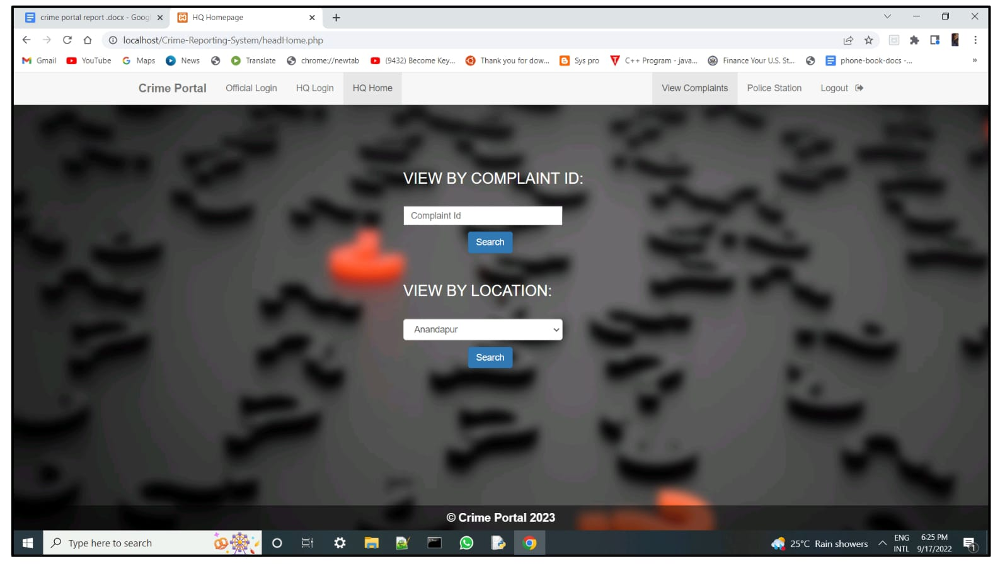 crime portal report .docx - Googl
HQ Homepage
localhost/Crime-Reporting-System/headHome.php
Gmail YouTube Maps News Translate chrome://newtab (9432) Become Key... Thank you for dow... Sys pro C++ Program - java... Finance Your U.S. St... phone-book-docs -... »
Crime Portal Official Login HQ Login HQ Home View Complaints Police Station Logout
VIEW BY COMPLAINT ID:
Complaint Id
Search
VIEW BY LOCATION:
Anandapur
Search
© Crime Portal 2023
Type here to search
25°C Rain showers
ENG 6:25 PM
INTL 9/17/2022
1